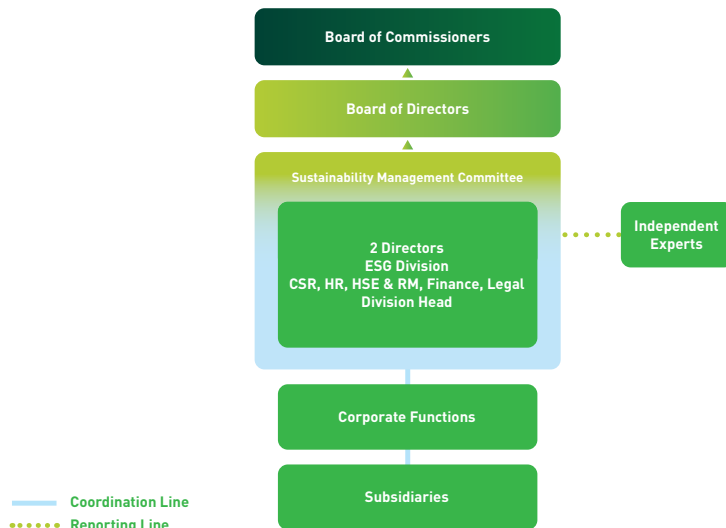 Board of Commissioners
Board of Directors
Sustainability Management Committee
2 Directors
ESG Division
CSR, HR, HSE & RM, Finance, Legal
Division Head
Independent
Experts
Corporate Functions
Subsidiaries
Coordination Line
Reporting Line